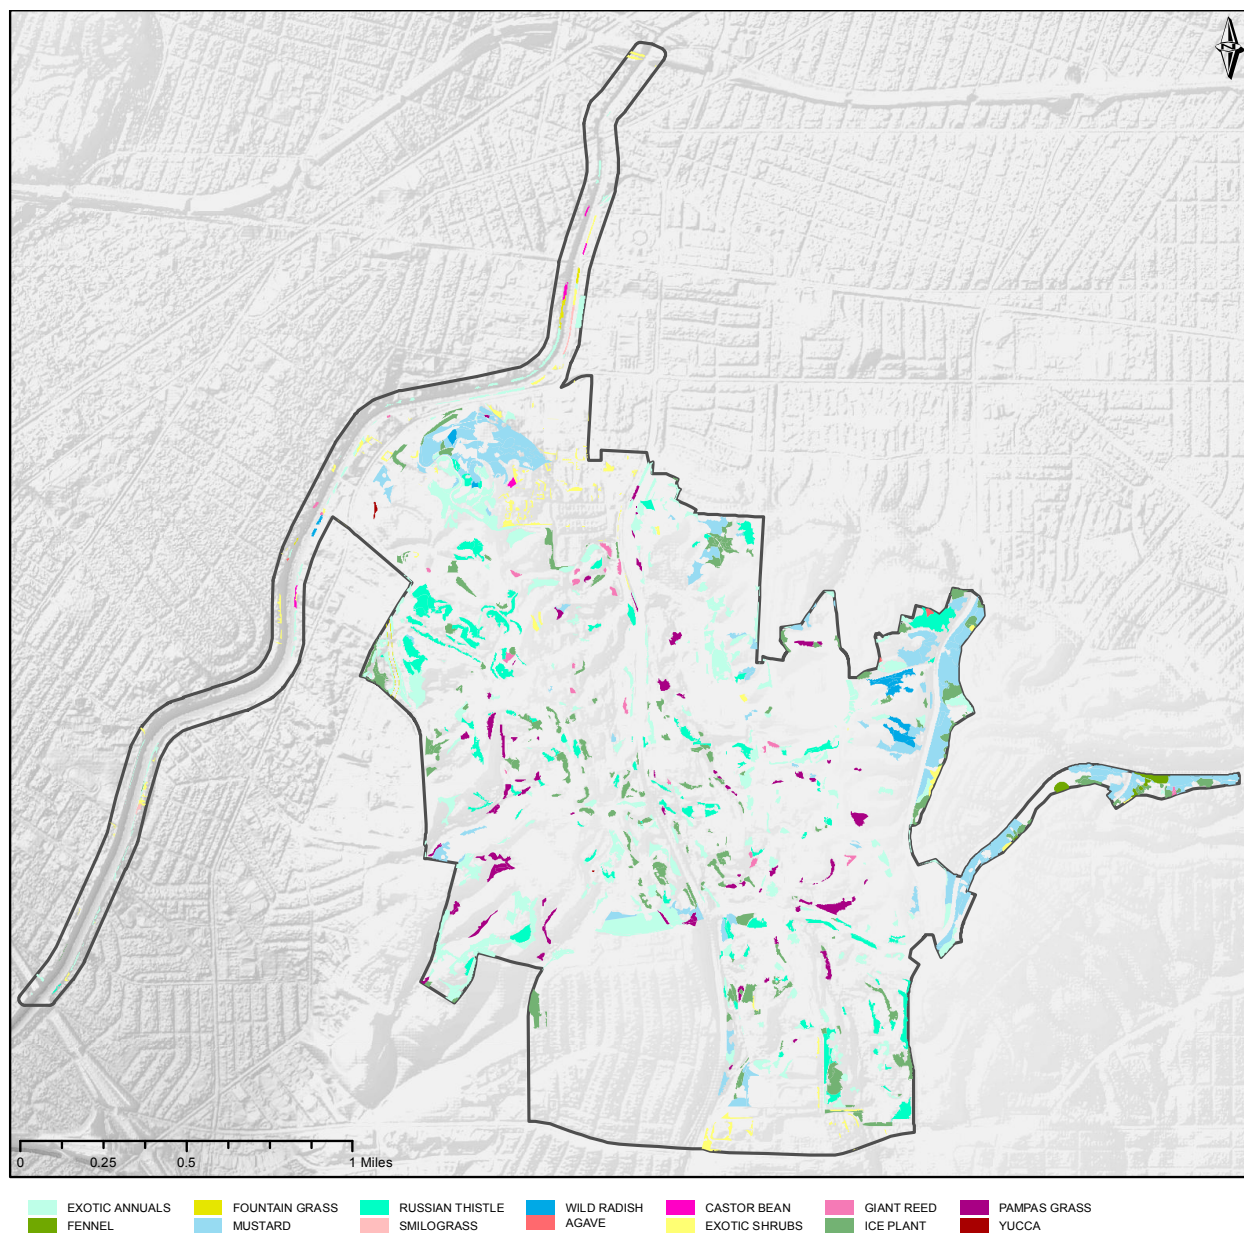 N
0 0.25 0.5 1 Miles
EXOTIC ANNUALS FOUNTAIN GRASS RUSSIAN THISTLE WILD RADISH CASTOR BEAN GIANT REED PAMPAS GRASS
FENNEL MUSTARD SMILOGRASS AGAVE EXOTIC SHRUBS ICE PLANT YUCCA